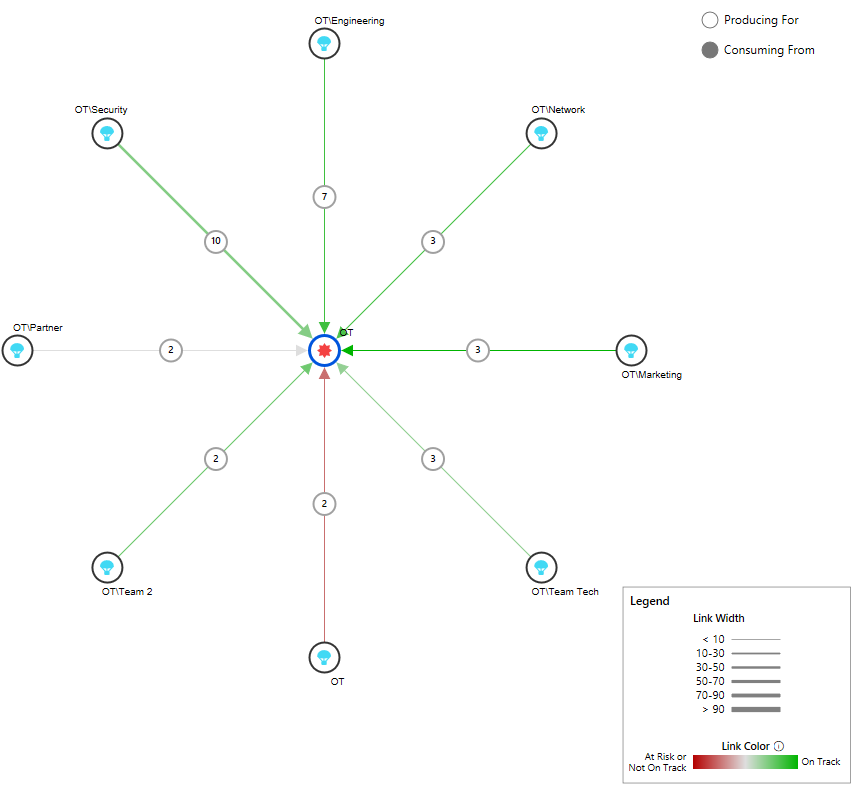 OT\Engineering
Producing For
Consuming From
OT\Security
OT\Network
7
10
3
OT
OT\Partner
2
3
OT\Marketing
2
3
2
OT\Team 2
OT\Team Tech
OT
Legend
Link Width
< 10
10-30
30-50
50-70
70-90
> 90
Link Color
At Risk or
Not On Track
On Track